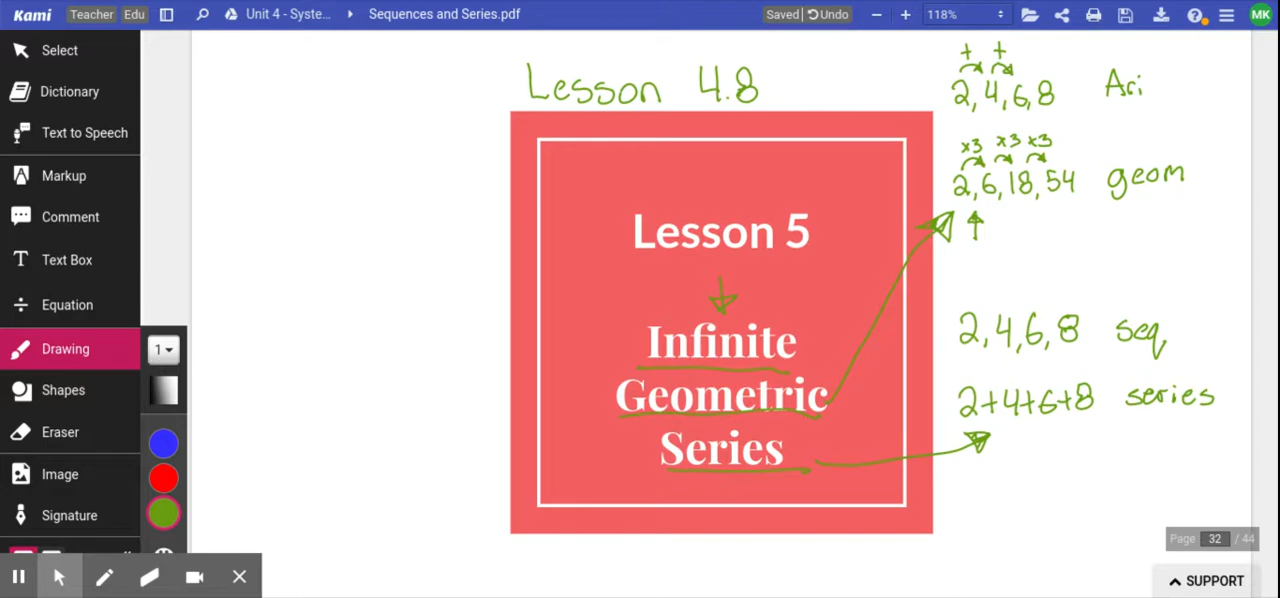 Kami Teacher Edu Unit 4 - Syste... Sequences and Series.pdf Saved Undo 118% MK
Select
Dictionary
Text to Speech
Markup
Comment
Text Box
Equation
Drawing
1
Shapes
Eraser
Image
Signature
Lesson 4.8
Lesson 5
Infinite
Geometric
Series
+ +
2, 4, 6, 8 Ari
x3 x3 x3
2, 6, 18, 54 geom
2, 4, 6, 8 seq
2+4+6+8 series
Page 32 / 44
SUPPORT